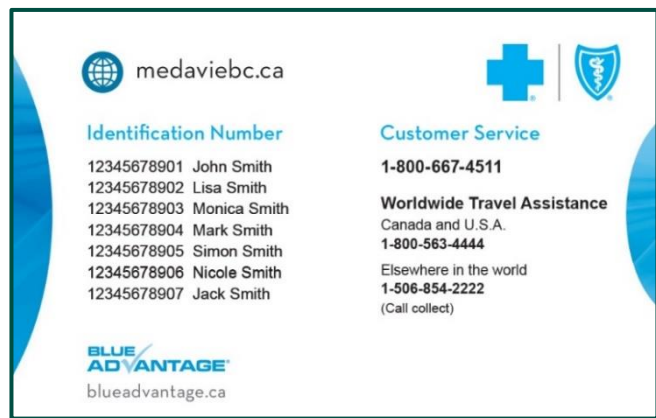 medaviebc.ca
Identification Number
12345678901 John Smith
12345678902 Lisa Smith
12345678903 Monica Smith
12345678904 Mark Smith
12345678905 Simon Smith
12345678906 Nicole Smith
12345678907 Jack Smith
BLUE
ADVANTAGE®
blueadvantage.ca
Customer Service
1-800-667-4511
Worldwide Travel Assistance
Canada and U.S.A.
1-800-563-4444
Elsewhere in the world
1-506-854-2222
(Call collect)